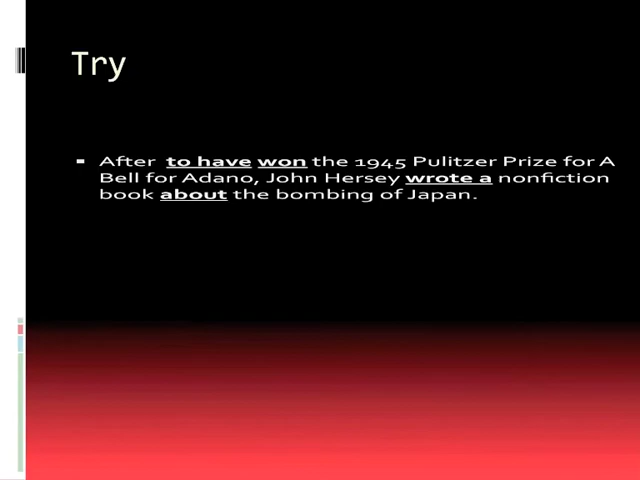 Try
▪ After to have won the 1945 Pulitzer Prize for A
Bell for Adano, John Hersey wrote a nonfiction
book about the bombing of Japan.